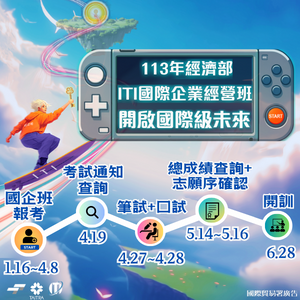 113年經濟部
ITI國際企業經營班
開啟國際級未來
START
國企班
報考
START
1.16~4.8
考試通知
查詢
4.19
筆試+口試
4.27~4.28
總成績查詢+
志願序確認
5.14~5.16
開訓
6.28
TAITRA
國際貿易署廣告